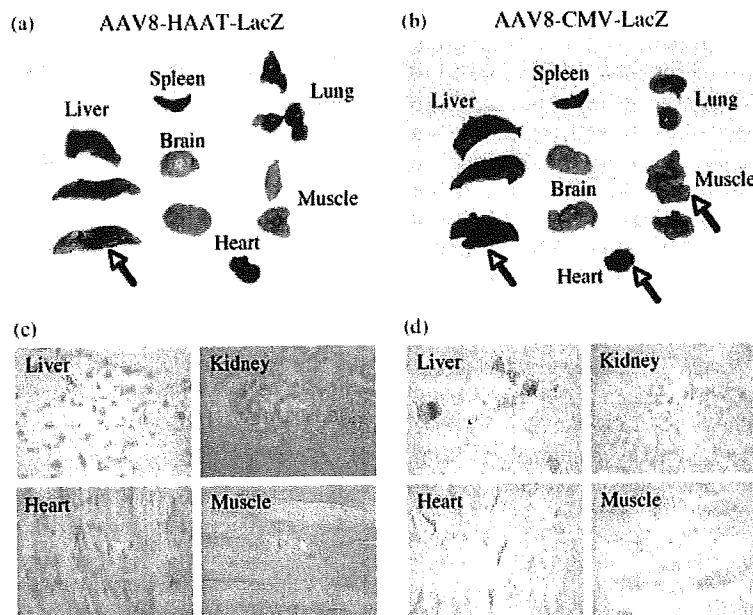 (a) AAV8-HAAT-LacZ
Spleen
Liver
Lung
Brain
Muscle
Heart
(b) AAV8-CMV-LacZ
Spleen
Liver
Lung
Brain
Muscle
Heart
(c)
Liver
Kidney
Heart
Muscle
(d)
Liver
Kidney
Heart
Muscle